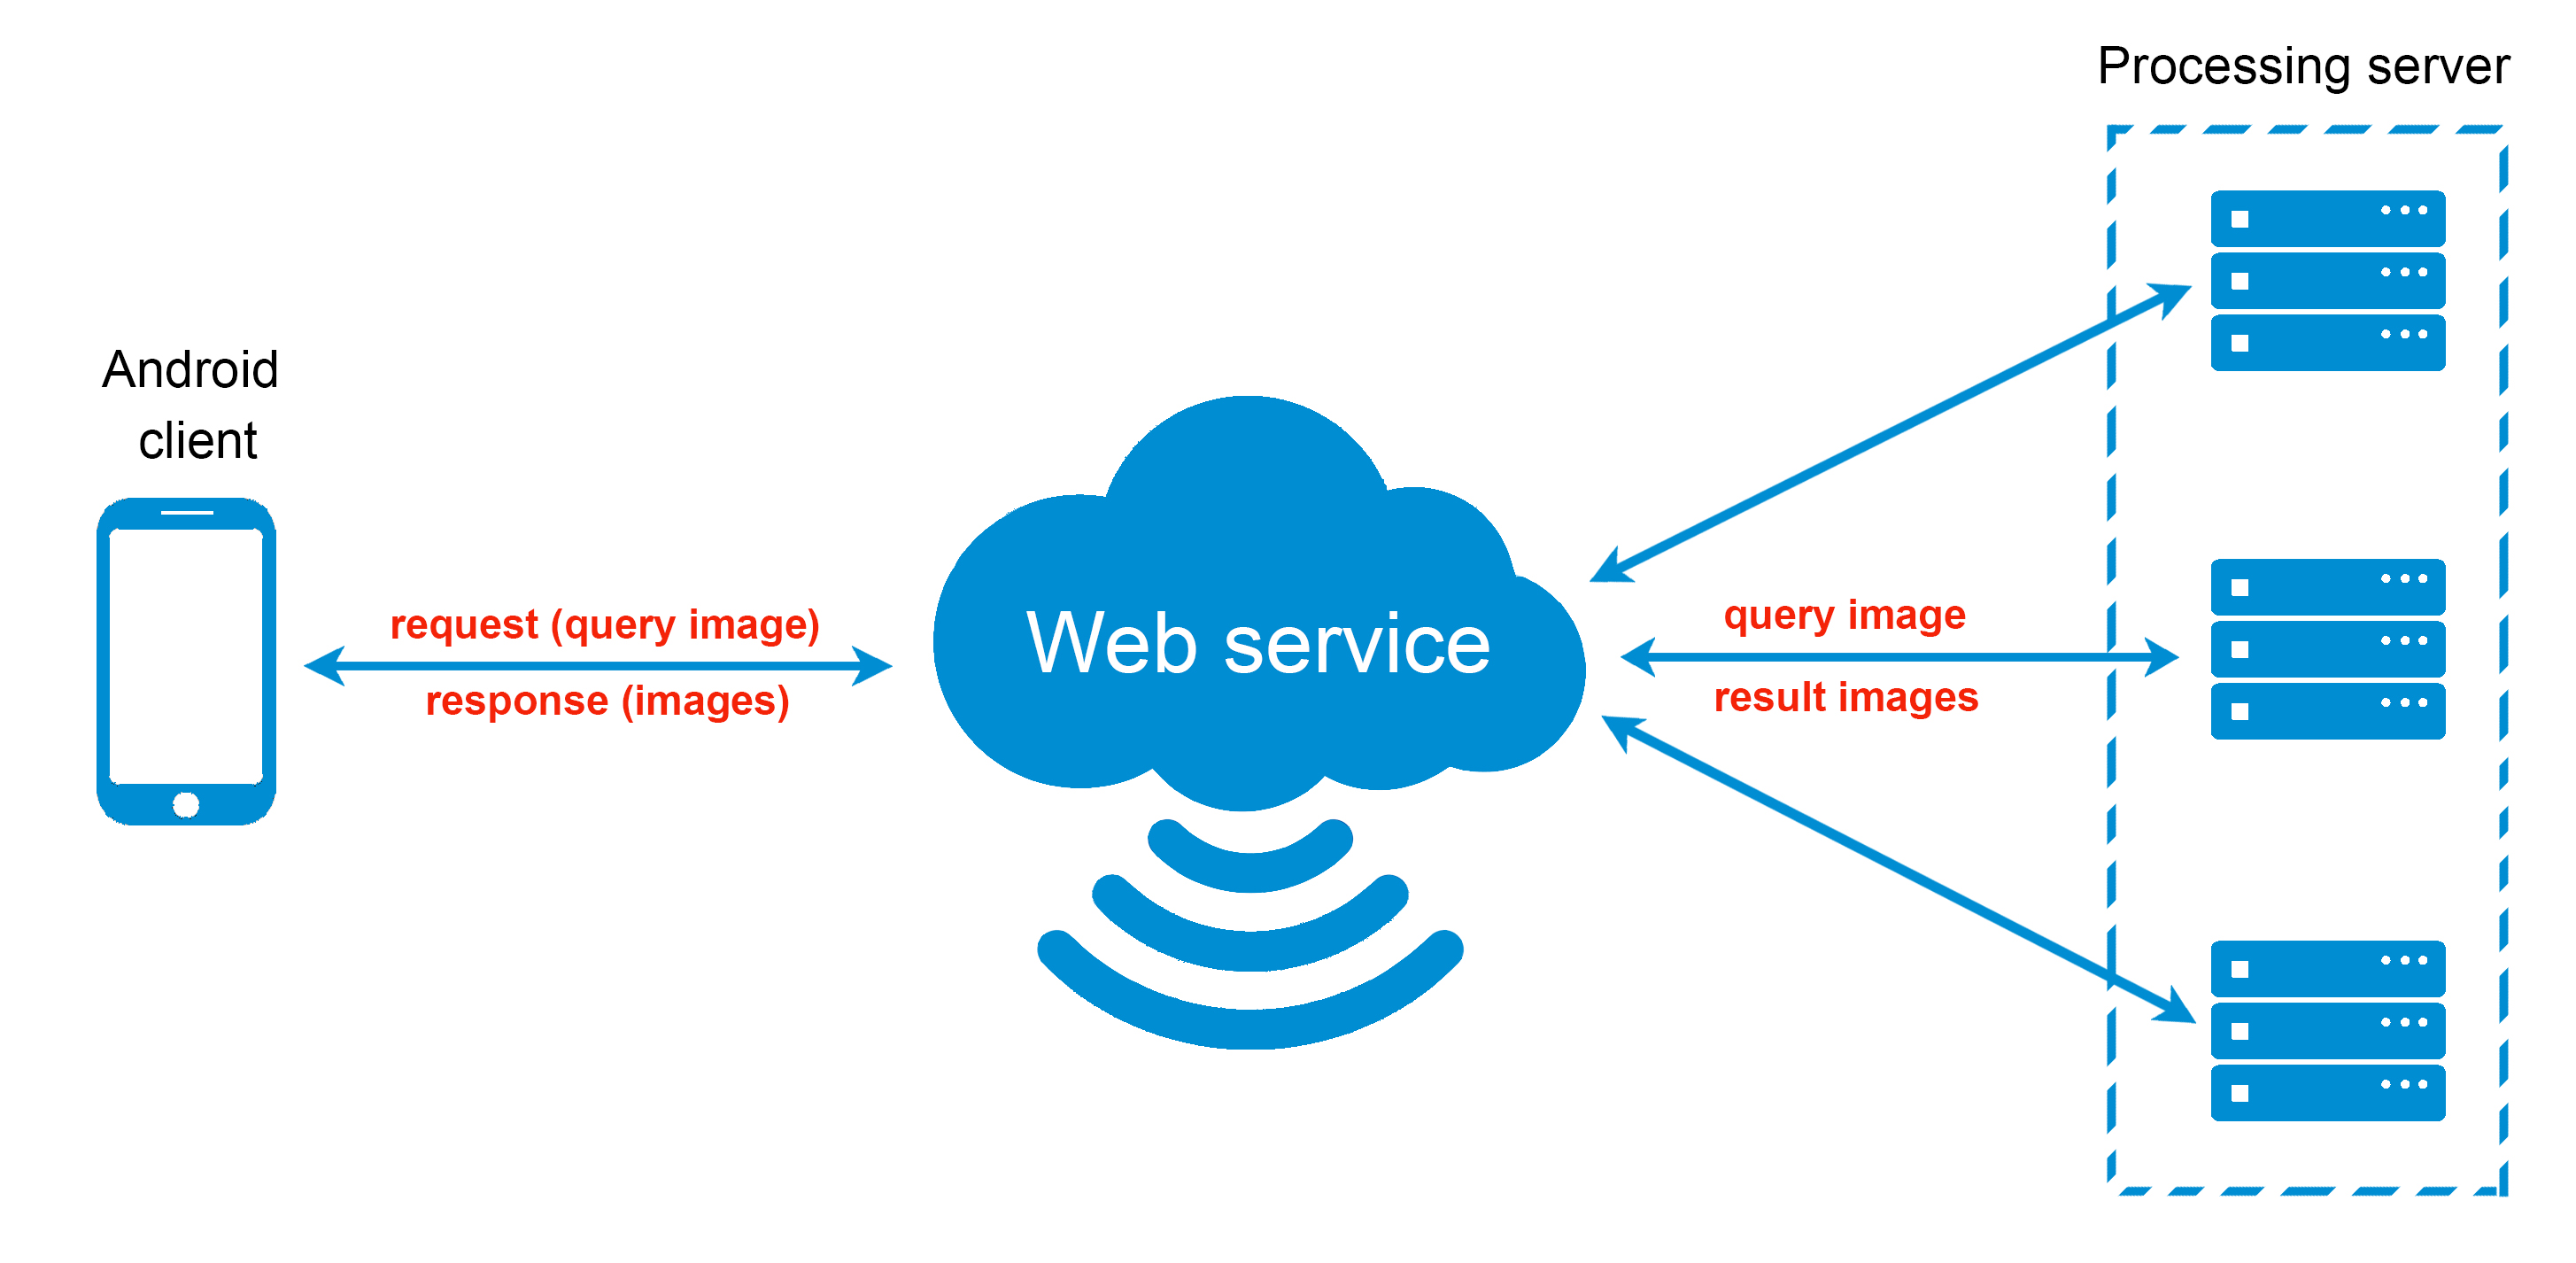 Processing server
Android
client
request (query image)
response (images)
Web service
query image
result images